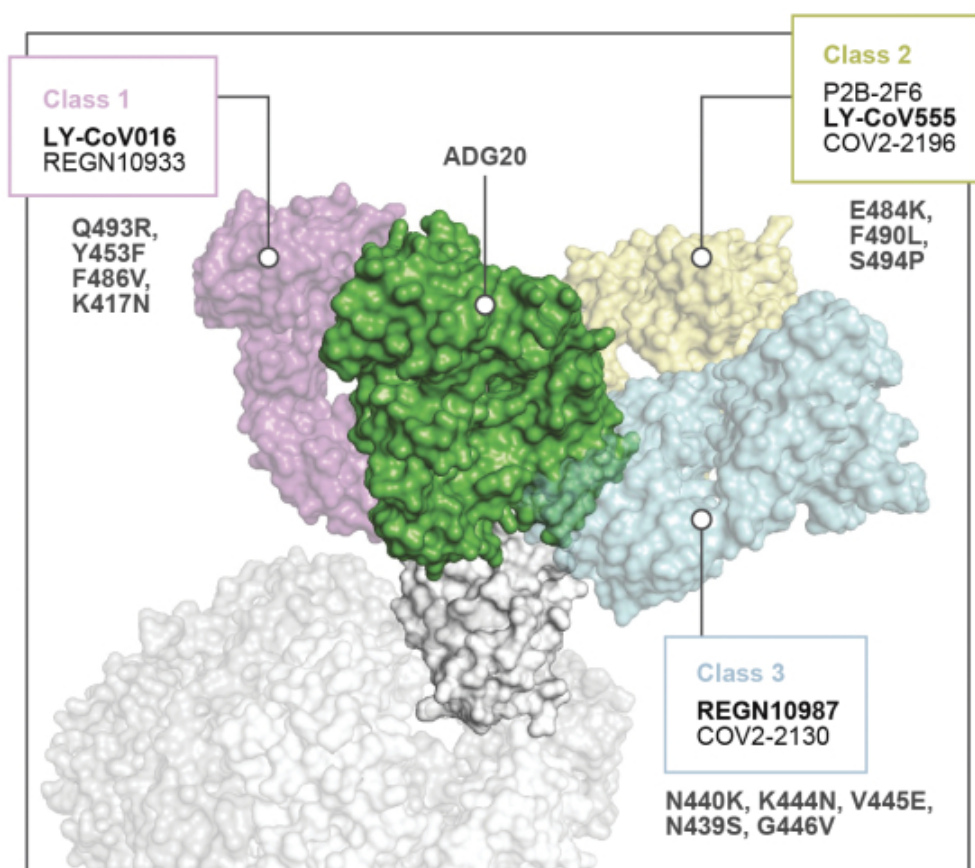 Class 1
LY-CoV016
REGN10933
Q493R,
Y453F
F486V,
K417N
ADG20
Class 2
P2B-2F6
LY-CoV555
COV2-2196
E484K,
F490L,
S494P
Class 3
REGN10987
COV2-2130
N440K, K444N, V445E,
N439S, G446V